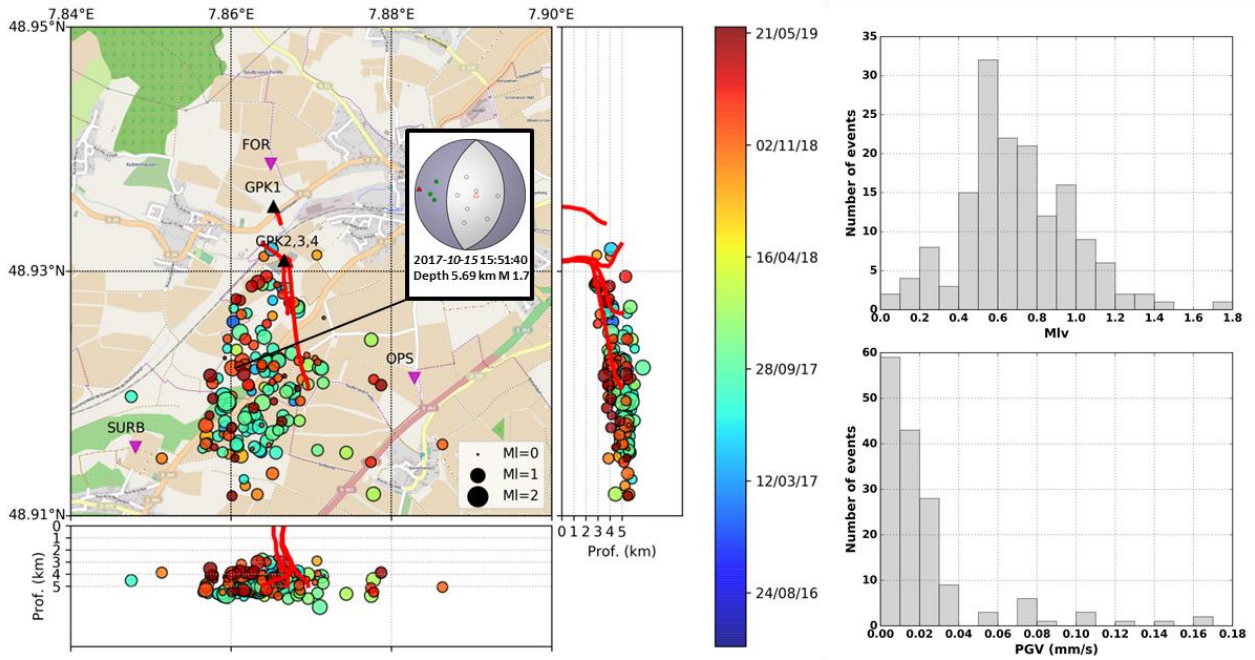 7.84°E 7.86°E 7.88°E 7.90°E
48.95°N
48.93°N
48.91°N
FOR
GPK1
GPK2,3,4
OPS
SURB
2017-10-15 15:51:40
Depth 5.69 km M 1.7
Ml=0
Ml=1
Ml=2
0 1 2 3 4 5
Prof. (km)
0
1
2
3
4
5
Prof. (km)
21/05/19
02/11/18
16/04/18
28/09/17
12/03/17
24/08/16
35
30
25
20
15
10
5
0
Number of events
0.0 0.2 0.4 0.6 0.8 1.0 1.2 1.4 1.6 1.8
Mlv
60
50
40
30
20
10
0
Number of events
0.00 0.02 0.04 0.06 0.08 0.10 0.12 0.14 0.16 0.18
PGV (mm/s)